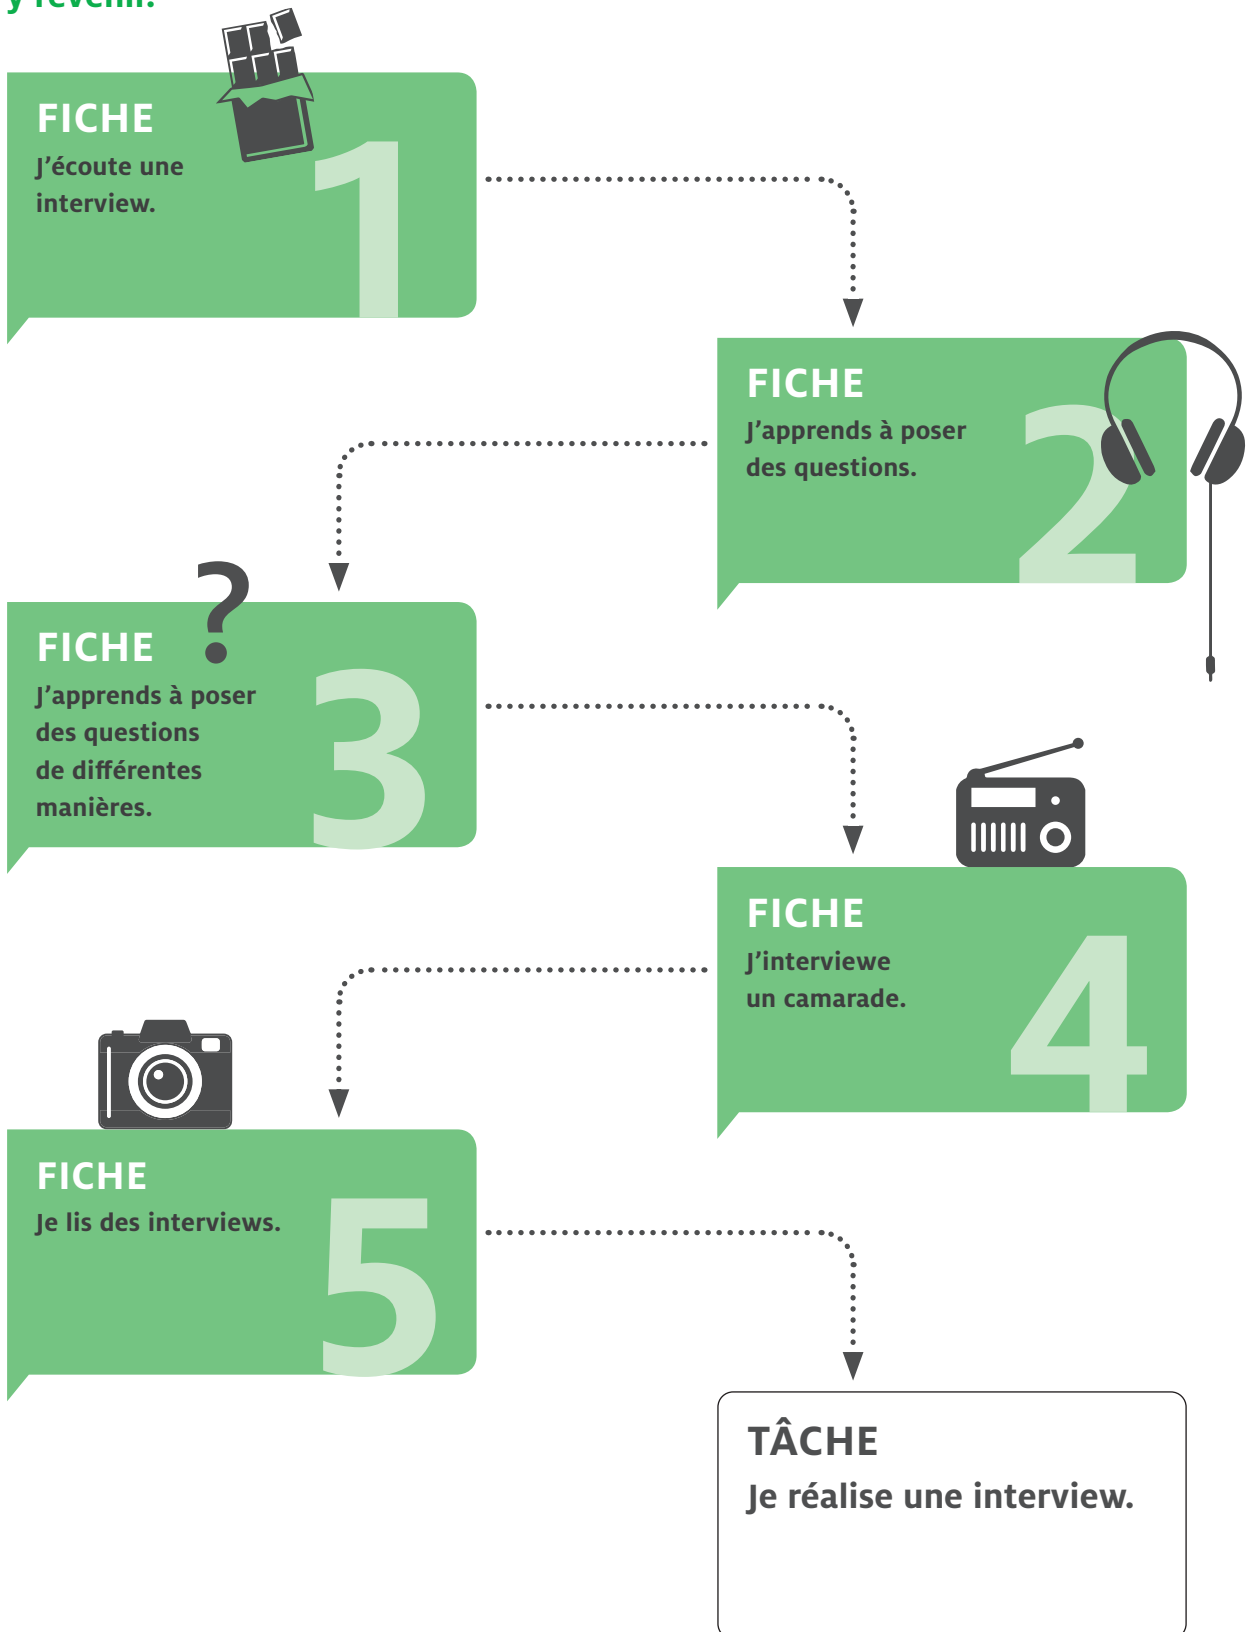 y revenir.
FICHE
J’écoute une
interview.
1
FICHE
J’apprends à poser
des questions.
2
?
FICHE
J’apprends à poser
des questions
de différentes
manières.
3
FICHE
J’interviewe
un camarade.
4
FICHE
Je lis des interviews.
5
TÂCHE
Je réalise une interview.